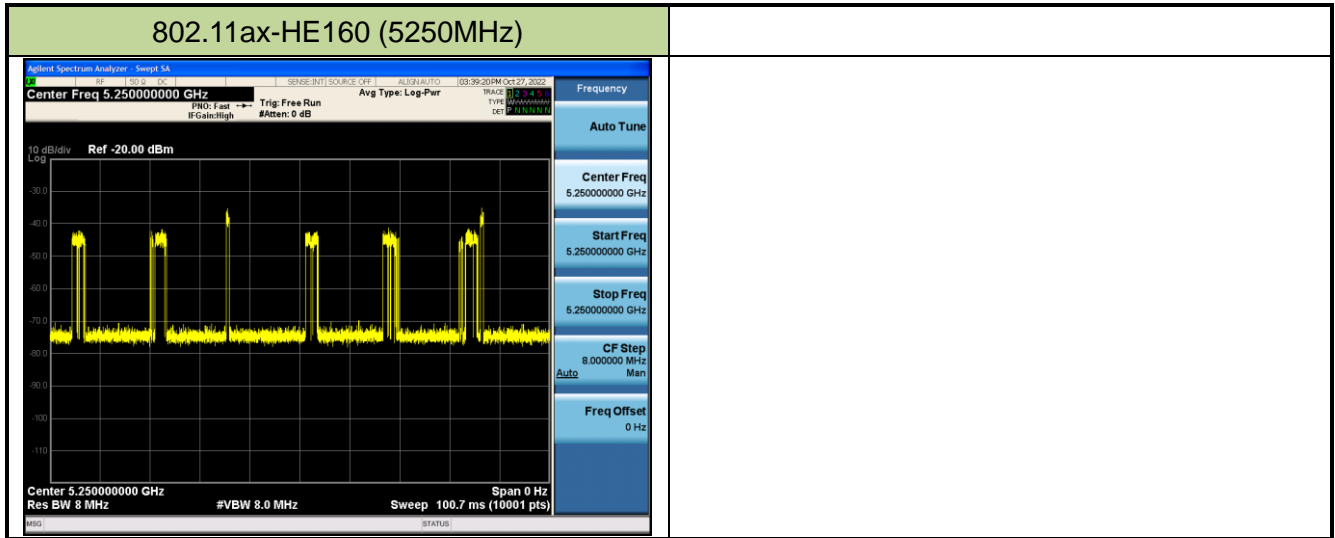 802.11ax-HE160 (5250MHz)
Agilent Spectrum Analyzer - Swept SA
RF 50 Ω DC SENSE:INT SOURCE OFF ALIGN AUTO 03:39:20 PM Oct 27, 2022
Center Freq 5.250000000 GHz
PNO: Fast
IFGain:High
Trig: Free Run
#Atten: 0 dB
Avg Type: Log-Pwr
TRACE 1 2 3 4 5 6
TYPE
DET P N N N N N
Frequency
Auto Tune
10 dB/div
Log
Ref -20.00 dBm
-30.0
-40.0
-50.0
-60.0
-70.0
-80.0
-90.0
-100
-110
Center Freq
5.250000000 GHz
Start Freq
5.250000000 GHz
Stop Freq
5.250000000 GHz
CF Step
8.000000 MHz
Auto Man
Freq Offset
0 Hz
Center 5.250000000 GHz Span 0 Hz
Res BW 8 MHz #VBW 8.0 MHz Sweep 100.7 ms (10001 pts)
MSG STATUS